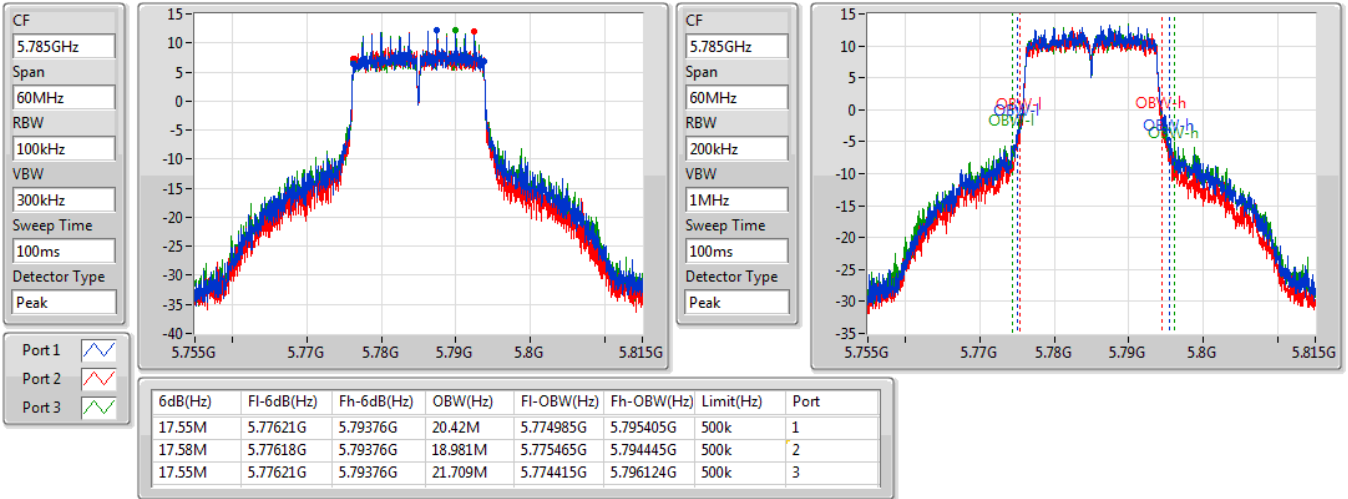 CF
5.785GHz
Span
60MHz
RBW
100kHz
VBW
300kHz
Sweep Time
100ms
Detector Type
Peak
15-
10-
5-
0-
-5-
-10-
-15-
-20-
-25-
-30-
-35-
-40-
5.755G 5.77G 5.78G 5.79G 5.8G 5.815G
CF
5.785GHz
Span
60MHz
RBW
200kHz
VBW
1MHz
Sweep Time
100ms
Detector Type
Peak
15-
10-
5-
0-
-5-
-10-
-15-
-20-
-25-
-30-
-35-
OBW-l
OBW-l
OBW-l
OBW-h
OBW-h
OBW-h
5.755G 5.77G 5.78G 5.79G 5.8G 5.815G
Port 1
Port 2
Port 3
6dB(Hz) Fl-6dB(Hz) Fh-6dB(Hz) OBW(Hz) Fl-OBW(Hz) Fh-OBW(Hz) Limit(Hz) Port
17.55M 5.77621G 5.79376G 20.42M 5.774985G 5.795405G 500k 1
17.58M 5.77618G 5.79376G 18.981M 5.775465G 5.794445G 500k 2
17.55M 5.77621G 5.79376G 21.709M 5.774415G 5.796124G 500k 3